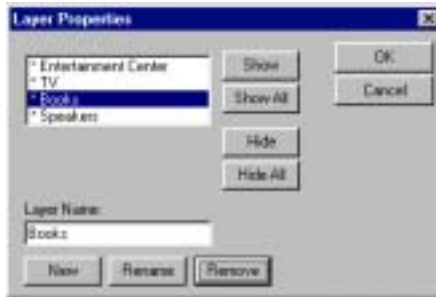 Layer Properties
* Entertainment Center
* TV
* Books
* Speakers
Show
Show All
Hide
Hide All
OK
Cancel
Layer Name:
Books
New
Rename
Remove